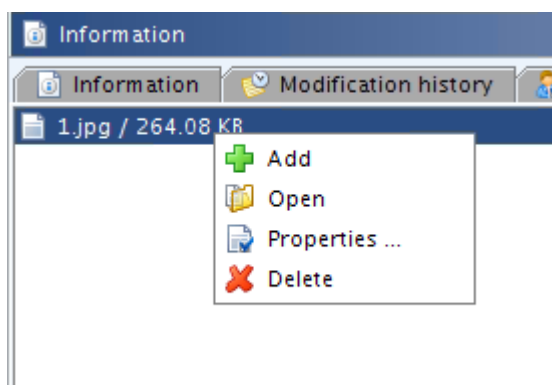 Information
Information Modification history
1.jpg / 264.08 KB
Add
Open
Properties ...
Delete